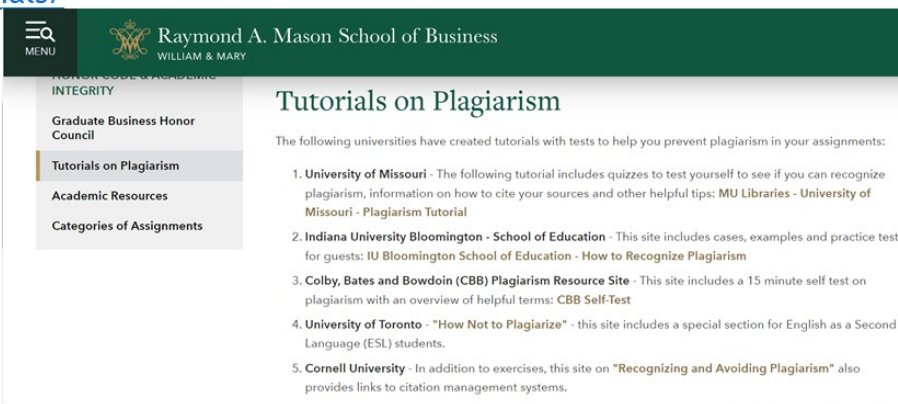 MENU
Raymond A. Mason School of Business
WILLIAM & MARY
HONOR CODE & ACADEMIC
INTEGRITY
Graduate Business Honor
Council
Tutorials on Plagiarism
Academic Resources
Categories of Assignments
Tutorials on Plagiarism
The following universities have created tutorials with tests to help you prevent plagiarism in your assignments:
1. University of Missouri - The following tutorial includes quizzes to test yourself to see if you can recognize
plagiarism, information on how to cite your sources and other helpful tips: MU Libraries - University of
Missouri - Plagiarism Tutorial
2. Indiana University Bloomington - School of Education - This site includes cases, examples and practice test
for guests: IU Bloomington School of Education - How to Recognize Plagiarism
3. Colby, Bates and Bowdoin (CBB) Plagiarism Resource Site - This site includes a 15 minute self test on
plagiarism with an overview of helpful terms: CBB Self-Test
4. University of Toronto - "How Not to Plagiarize" - this site includes a special section for English as a Second
Language (ESL) students.
5. Cornell University - In addition to exercises, this site on "Recognizing and Avoiding Plagiarism" also
provides links to citation management systems.